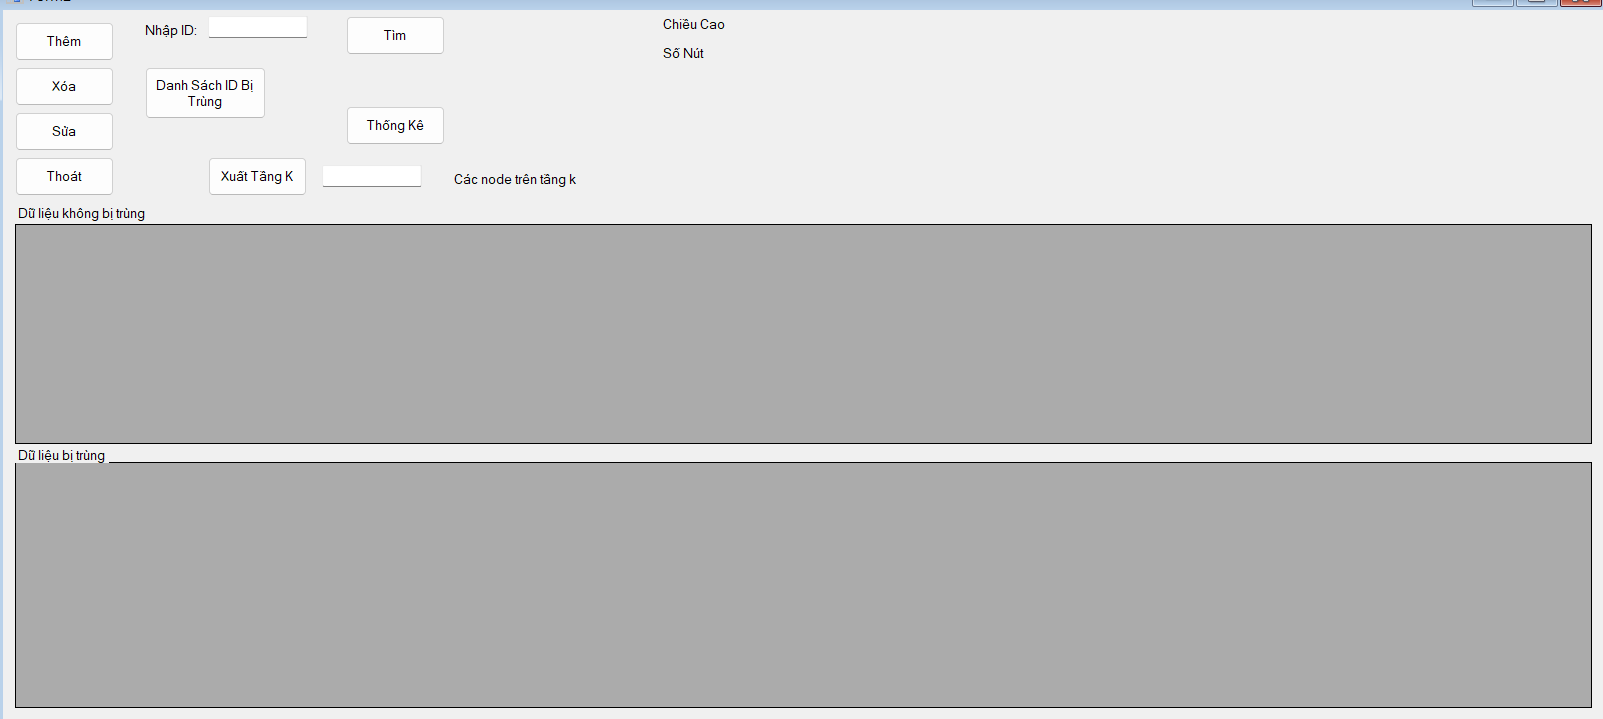 Thêm
Nhập ID:
Tìm
Chiều Cao
Số Nút
Xóa
Danh Sách ID Bị
Trùng
Sửa
Thống Kê
Thoát
Xuất Tầng K
Các node trên tầng k
Dữ liệu không bị trùng
Dữ liệu bị trùng